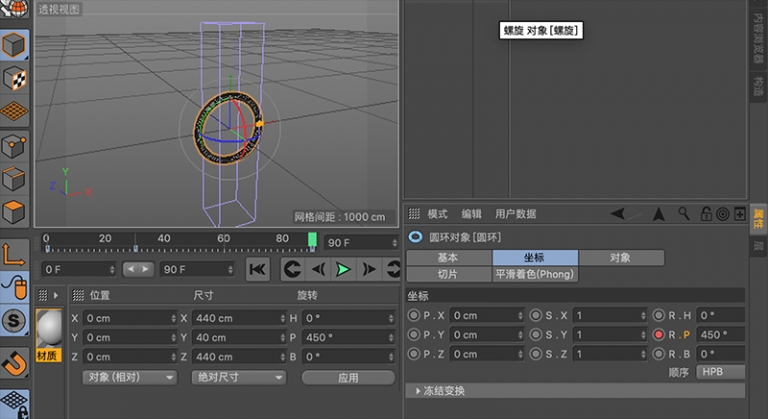 透视视图
螺旋 对象 [螺旋]
内容浏览器
构造
Y
Z X
网格间距 : 1000 cm
模式 编辑 用户数据
属性
层
0 20 40 60 80 90 F
圆环对象 [圆环]
0 F 90 F
基本 坐标 对象
切片 平滑着色(Phong)
位置 尺寸 旋转
坐标
X 0 cm X 440 cm H 0 °
P . X 0 cm S . X 1 R . H 0 °
Y 0 cm Y 40 cm P 450 °
P . Y 0 cm S . Y 1 R . P 450 °
Z 0 cm Z 440 cm B 0 °
P . Z 0 cm S . Z 1 R . B 0 °
材质
对象 (相对) 绝对尺寸 应用
顺序 HPB
冻结变换